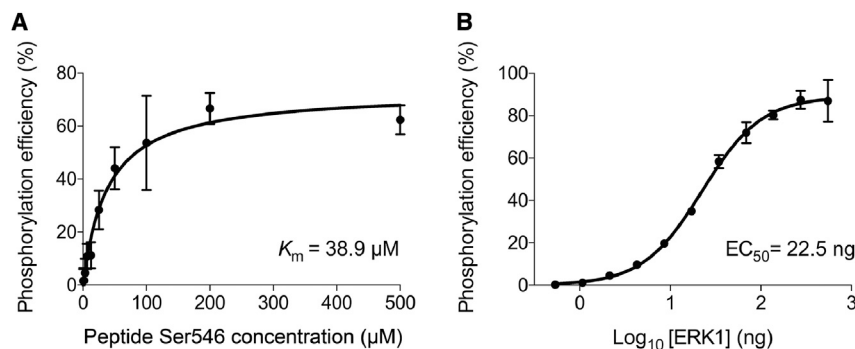 A
Phosphorylation efficiency (%)
80
60
40
20
0
0
100
200
300
400
500
Kₘ = 38.9 μM
Peptide Ser546 concentration (μM)
B
Phosphorylation efficiency (%)
100
80
60
40
20
0
0
1
2
3
EC₅₀= 22.5 ng
Log₁₀ [ERK1] (ng)